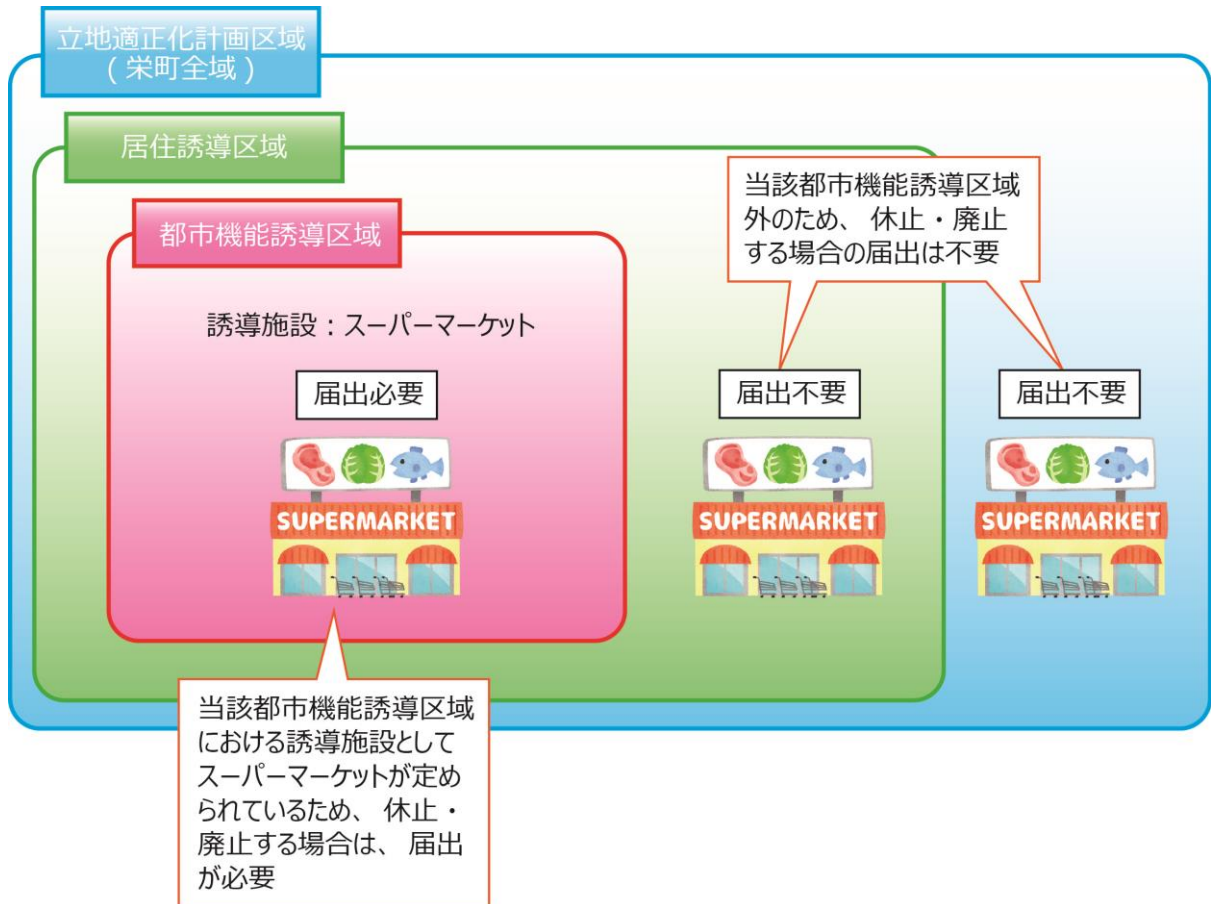 立地適正化計画区域
（栄町全域）
居住誘導区域
都市機能誘導区域
当該都市機能誘導区域
外のため、休止・廃止
する場合の届出は不要
誘導施設：スーパーマーケット
届出必要
届出不要
届出不要
SUPERMARKET
SUPERMARKET
SUPERMARKET
当該都市機能誘導区域
における誘導施設として
スーパーマーケットが定め
られているため、休止・
廃止する場合は、届出
が必要